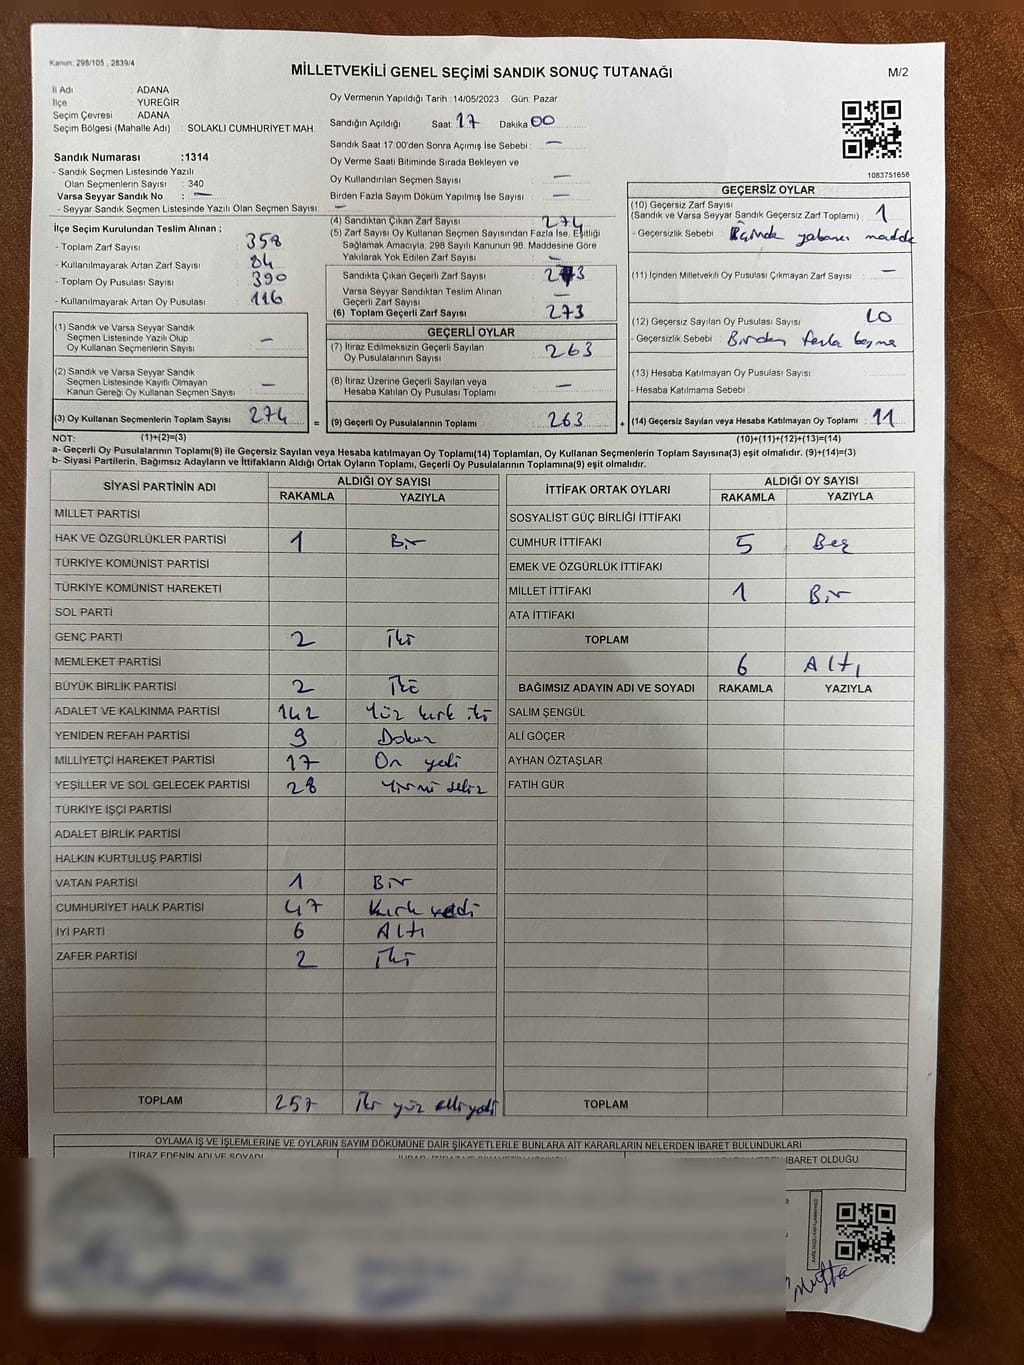 Kanun: 298/105 , 2839/4
MİLLETVEKİLİ GENEL SEÇİMİ SANDIK SONUÇ TUTANAĞI
M/2
İl Adı : ADANA
İlçe : YÜREĞİR
Seçim Çevresi : ADANA
Seçim Bölgesi (Mahalle Adı) : SOLAKLI CUMHURİYET MAH.
Sandık Numarası :1314
- Sandık Seçmen Listesinde Yazılı
Olan Seçmenlerin Sayısı : 340
Varsa Seyyar Sandık No : —
- Seyyar Sandık Seçmen Listesinde Yazılı Olan Seçmen Sayısı: —
İlçe Seçim Kurulundan Teslim Alınan ;
- Toplam Zarf Sayısı : 358
- Kullanılmayarak Artan Zarf Sayısı : 84
- Toplam Oy Pusulası Sayısı : 390
- Kullanılmayarak Artan Oy Pusulası : 116
(1) Sandık ve Varsa Seyyar Sandık
Seçmen Listesinde Yazılı Olup
Oy Kullanan Seçmenlerin Sayısı : —
(2) Sandık ve Varsa Seyyar Sandık
Seçmen Listesinde Kayıtlı Olmayan
Kanun Gereği Oy Kullanan Seçmen Sayısı : —
(3) Oy Kullanan Seçmenlerin Toplam Sayısı : 274
Oy Vermenin Yapıldığı Tarih :14/05/2023 Gün: Pazar
Sandığın Açıldığı Saat: 17 Dakika 00
Sandık Saat 17:00'den Sonra Açımış İse Sebebi : —
Oy Verme Saati Bitiminde Sırada Bekleyen ve
Oy Kullandırılan Seçmen Sayısı : —
Birden Fazla Sayım Döküm Yapılmış İse Sayısı : —
(4) Sandıktan Çıkan Zarf Sayısı : 274
(5) Zarf Sayısı Oy Kullanan Seçmen Sayısından Fazla İse, Eşitliği
Sağlamak Amacıyla, 298 Sayılı Kanunun 98. Maddesine Göre
Yakılarak Yok Edilen Zarf Sayısı : —
Sandıkta Çıkan Geçerli Zarf Sayısı : 273
Varsa Seyyar Sandıktan Teslim Alınan
Geçerli Zarf Sayısı : —
(6) Toplam Geçerli Zarf Sayısı : 273
GEÇERLİ OYLAR
(7) İtiraz Edilmeksizin Geçerli Sayılan
Oy Pusulalarının Sayısı : 263
(8) İtiraz Üzerine Geçerli Sayılan veya
Hesaba Katılan Oy Pusulası Toplamı : —
= (9) Geçerli Oy Pusulalarının Toplamı : 263
1083751658
GEÇERSİZ OYLAR
(10) Geçersiz Zarf Sayısı
(Sandık ve Varsa Seyyar Sandık Geçersiz Zarf Toplamı) : 1
- Geçersizlik Sebebi : İçinde yabancı madde
(11) İçinden Milletvekili Oy Pusulası Çıkmayan Zarf Sayısı : —
(12) Geçersiz Sayılan Oy Pusulası Sayısı : 10
- Geçersizlik Sebebi : Birden fazla basma
(13) Hesaba Katılmayan Oy Pusulası Sayısı :
- Hesaba Katılmama Sebebi :
+ (14) Geçersiz Sayılan veya Hesaba Katılmayan Oy Toplamı : 11
NOT: (1)+(2)=(3) (10)+(11)+(12)+(13)=(14)
a- Geçerli Oy Pusulalarının Toplamı(9) ile Geçersiz Sayılan veya Hesaba katılmayan Oy Toplamı(14) Toplamları, Oy Kullanan Seçmenlerin Toplam Sayısına(3) eşit olmalıdır. (9)+(14)=(3)
b- Siyasi Partilerin, Bağımsız Adayların ve İttifakların Aldığı Ortak Oyların Toplamı, Geçerli Oy Pusulalarının Toplamına(9) eşit olmalıdır.
SİYASİ PARTİNİN ADI ALDIĞI OY SAYISI
RAKAMLA YAZIYLA
MİLLET PARTİSİ
HAK VE ÖZGÜRLÜKLER PARTİSİ 1 Bir
TÜRKİYE KOMÜNİST PARTİSİ
TÜRKİYE KOMÜNİST HAREKETİ
SOL PARTİ
GENÇ PARTİ 2 İki
MEMLEKET PARTİSİ
BÜYÜK BİRLİK PARTİSİ 2 İki
ADALET VE KALKINMA PARTİSİ 142 Yüz kırk iki
YENİDEN REFAH PARTİSİ 9 Dokuz
MİLLİYETÇİ HAREKET PARTİSİ 17 On yedi
YEŞİLLER VE SOL GELECEK PARTİSİ 28 Yirmi sekiz
TÜRKİYE İŞÇİ PARTİSİ
ADALET BİRLİK PARTİSİ
HALKIN KURTULUŞ PARTİSİ
VATAN PARTİSİ 1 Bir
CUMHURİYET HALK PARTİSİ 47 Kırk yedi
İYİ PARTİ 6 Altı
ZAFER PARTİSİ 2 İki
TOPLAM 257 İki yüz elli yedi
İTTİFAK ORTAK OYLARI ALDIĞI OY SAYISI
RAKAMLA YAZIYLA
SOSYALİST GÜÇ BİRLİĞİ İTTİFAKI
CUMHUR İTTİFAKI 5 Beş
EMEK VE ÖZGÜRLÜK İTTİFAKI
MİLLET İTTİFAKI 1 Bir
ATA İTTİFAKI
TOPLAM
6 Altı
BAĞIMSIZ ADAYIN ADI VE SOYADI RAKAMLA YAZIYLA
SALİM ŞENGÜL
ALİ GÖÇER
AYHAN ÖZTAŞLAR
FATİH GÜR
TOPLAM
OYLAMA İŞ VE İŞLEMLERİNE VE OYLARIN SAYIM DÖKÜMÜNE DAİR ŞİKAYETLERLE BUNLARA AİT KARARLARIN NELERDEN İBARET BULUNDUKLARI
İTİRAZ EDENİN ADI VE SOYADI
İBARET OLDUĞU